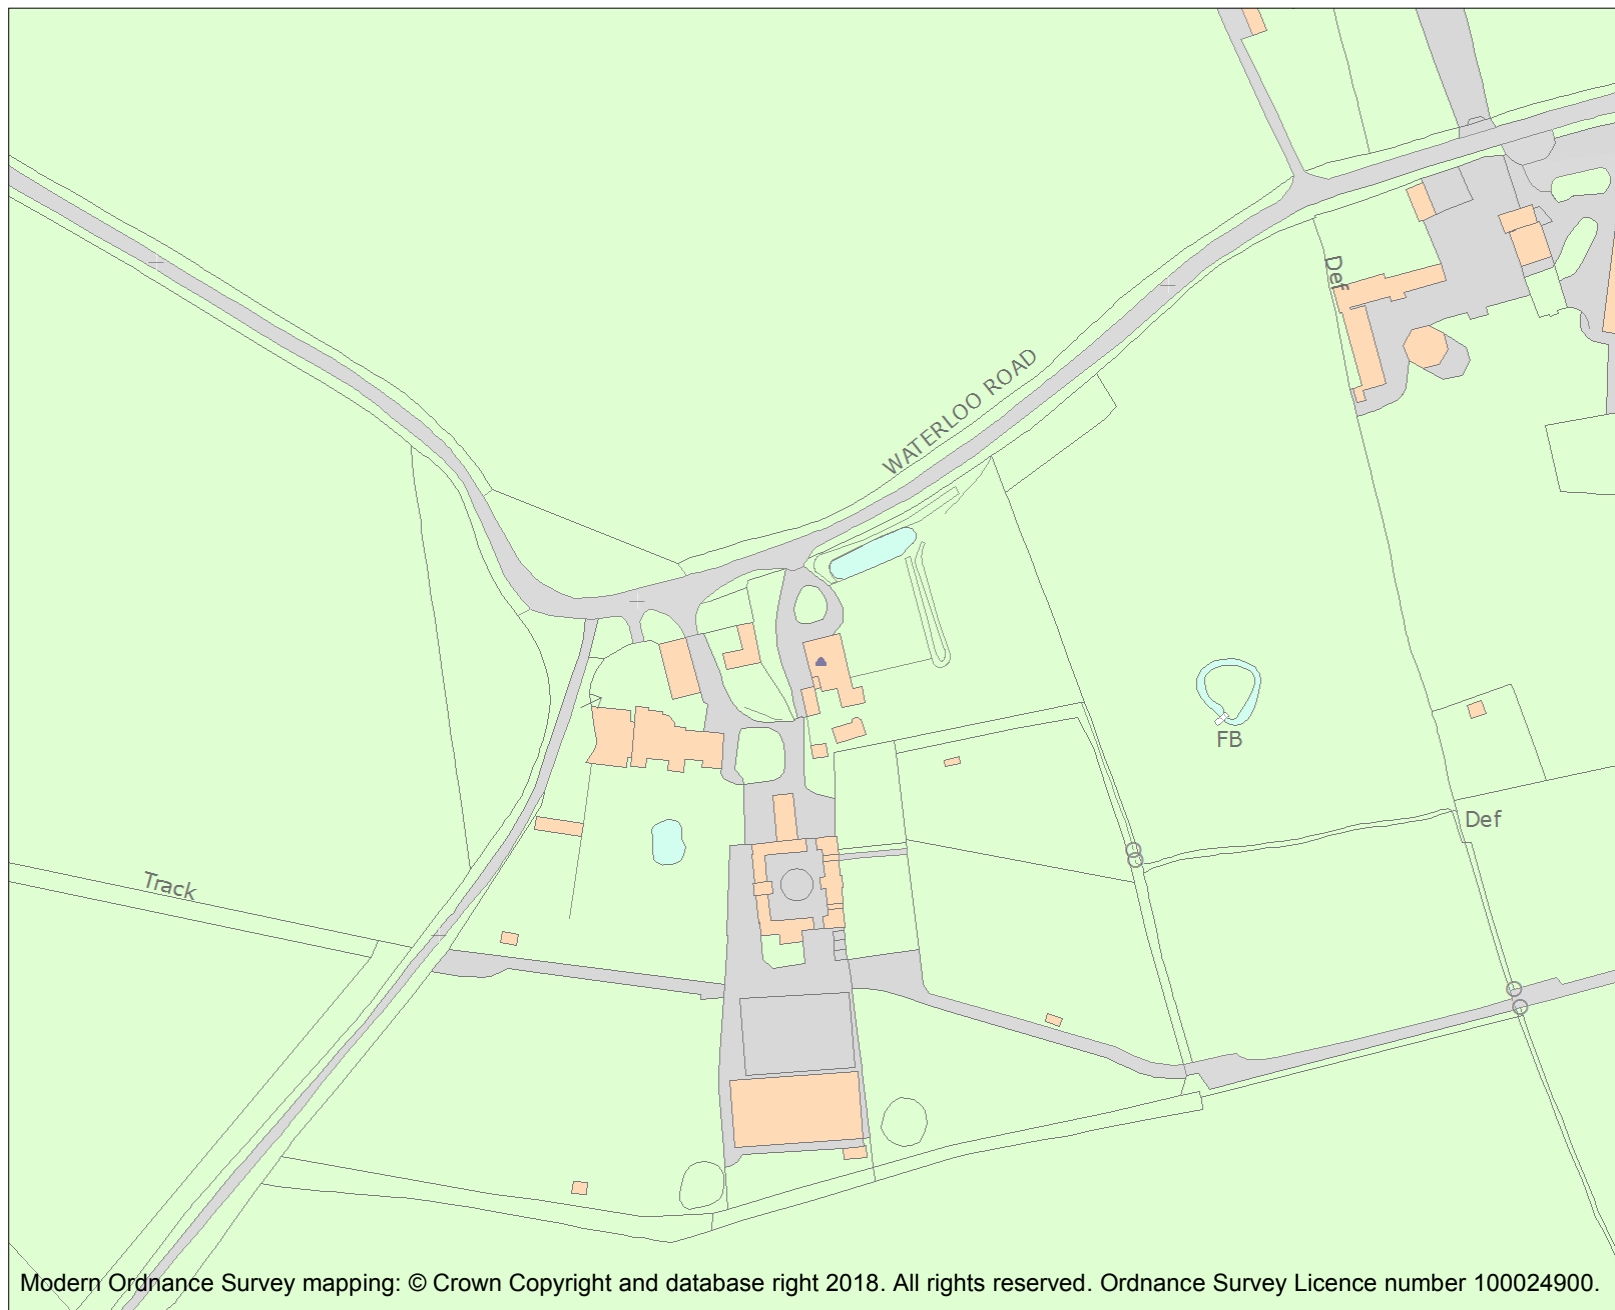 Def
WATERLOO ROAD
FB
Def
Track
Modern Ordnance Survey mapping: © Crown Copyright and database right 2018. All rights reserved. Ordnance Survey Licence number 100024900.